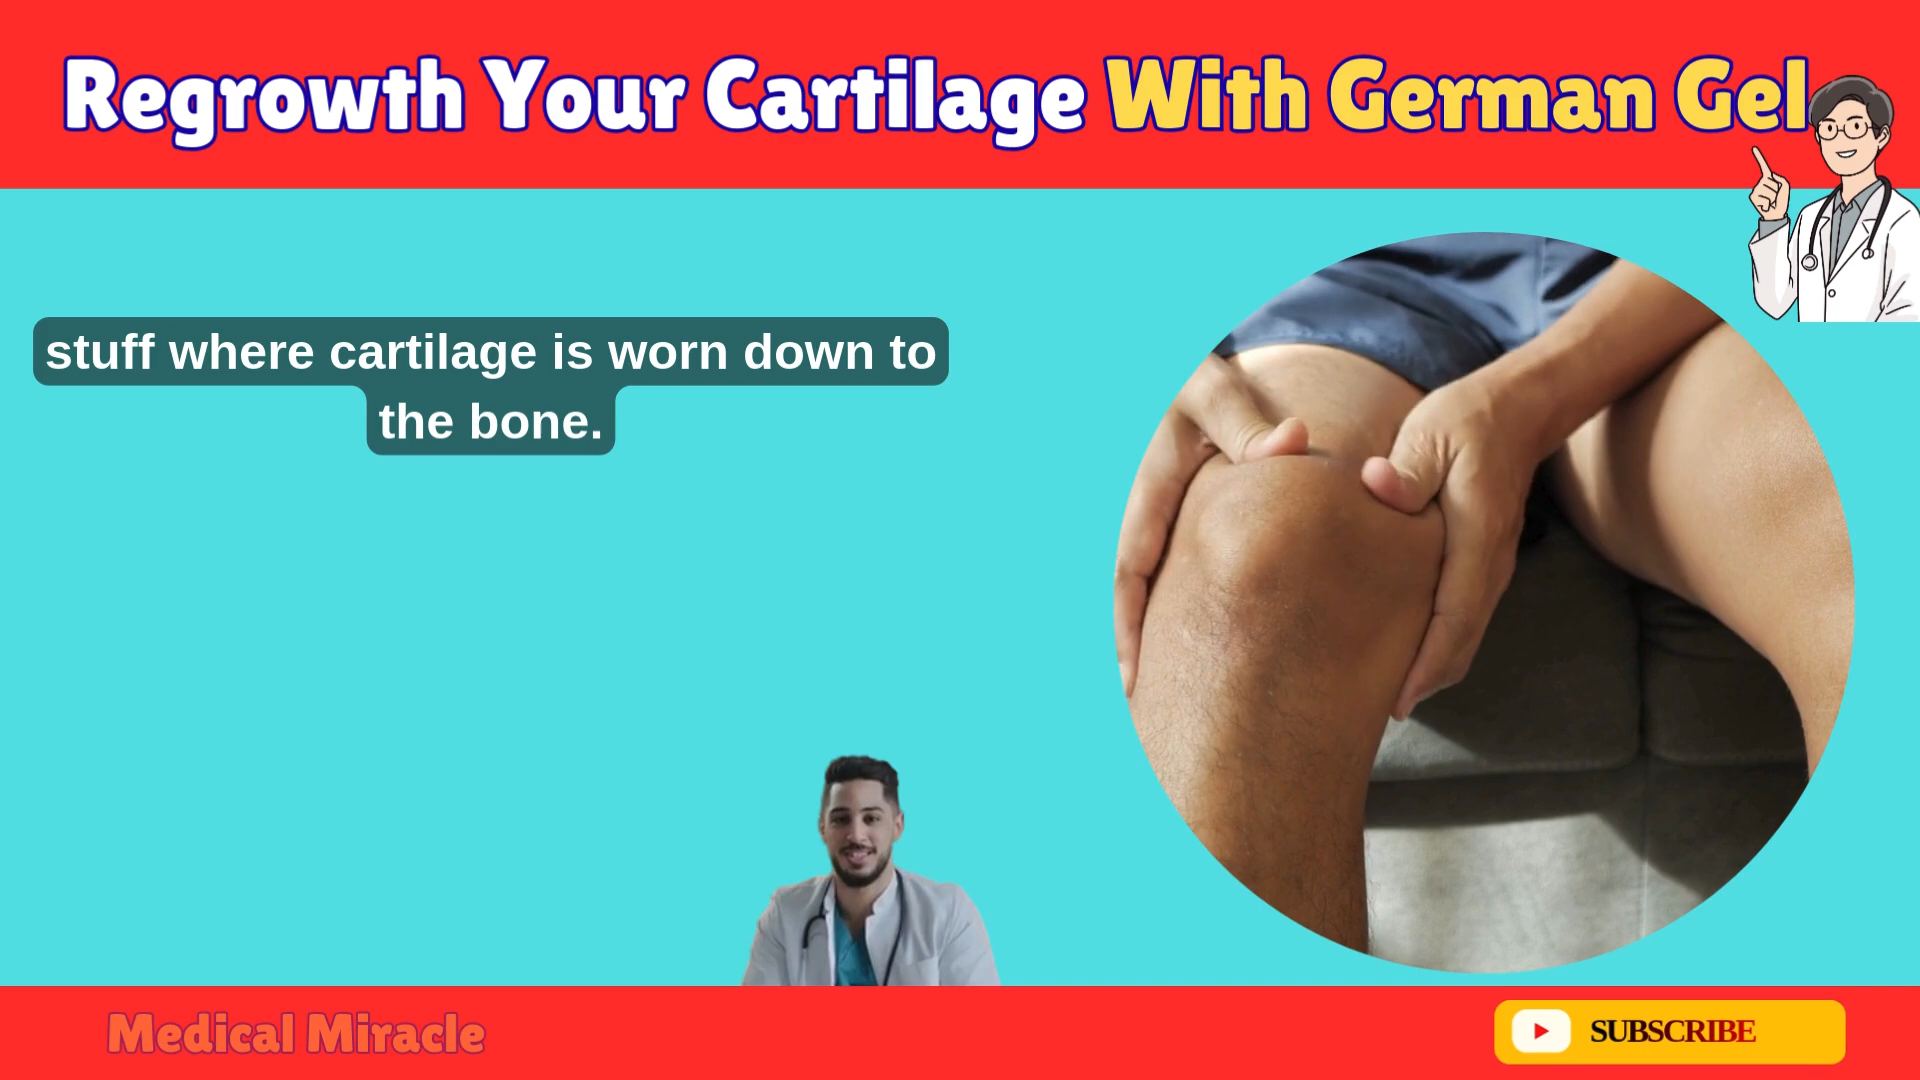 Regrowth Your Cartilage With German Gel
stuff where cartilage is worn down to
the bone.
Medical Miracle
SUBSCRIBE